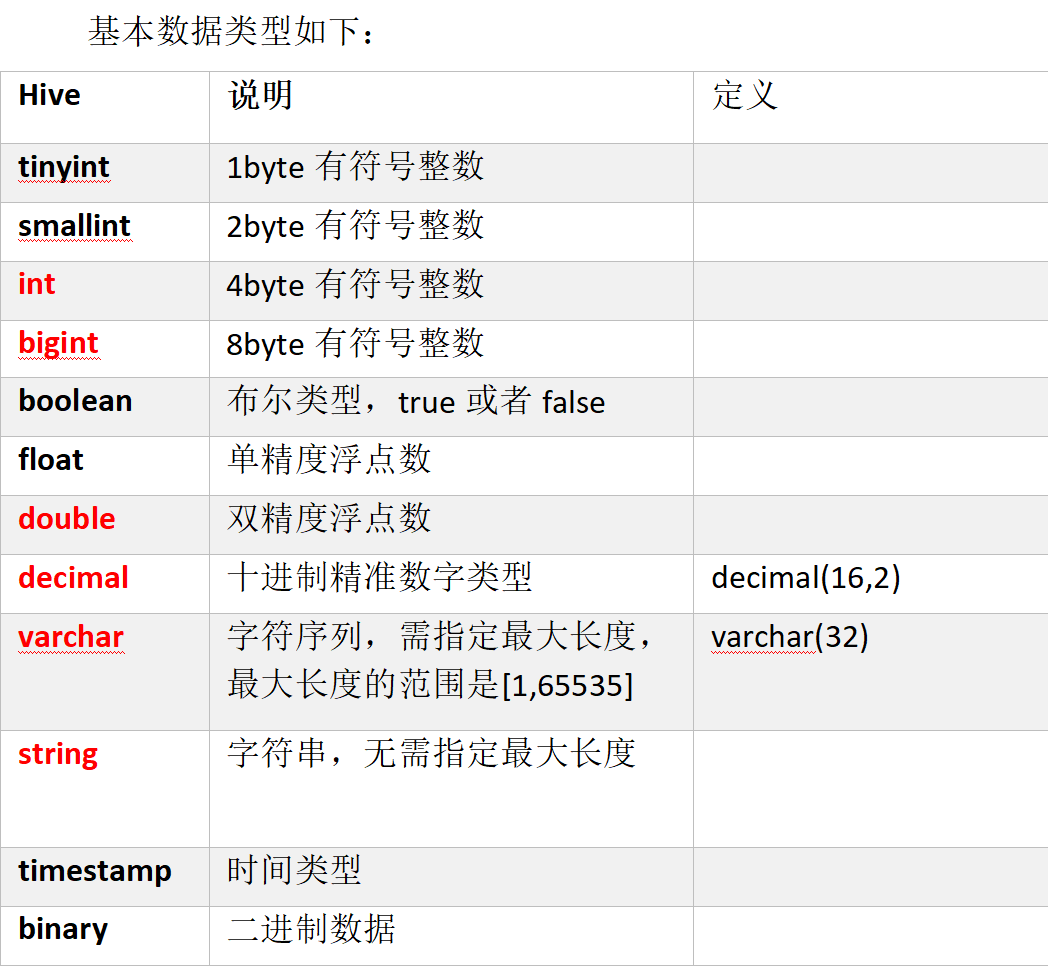 基本数据类型如下：
Hive 说明 定义
tinyint 1byte 有符号整数
smallint 2byte 有符号整数
int 4byte 有符号整数
bigint 8byte 有符号整数
boolean 布尔类型，true 或者 false
float 单精度浮点数
double 双精度浮点数
decimal 十进制精准数字类型 decimal(16,2)
varchar 字符序列，需指定最大长度， varchar(32)
最大长度的范围是[1,65535]
string 字符串，无需指定最大长度
timestamp 时间类型
binary 二进制数据